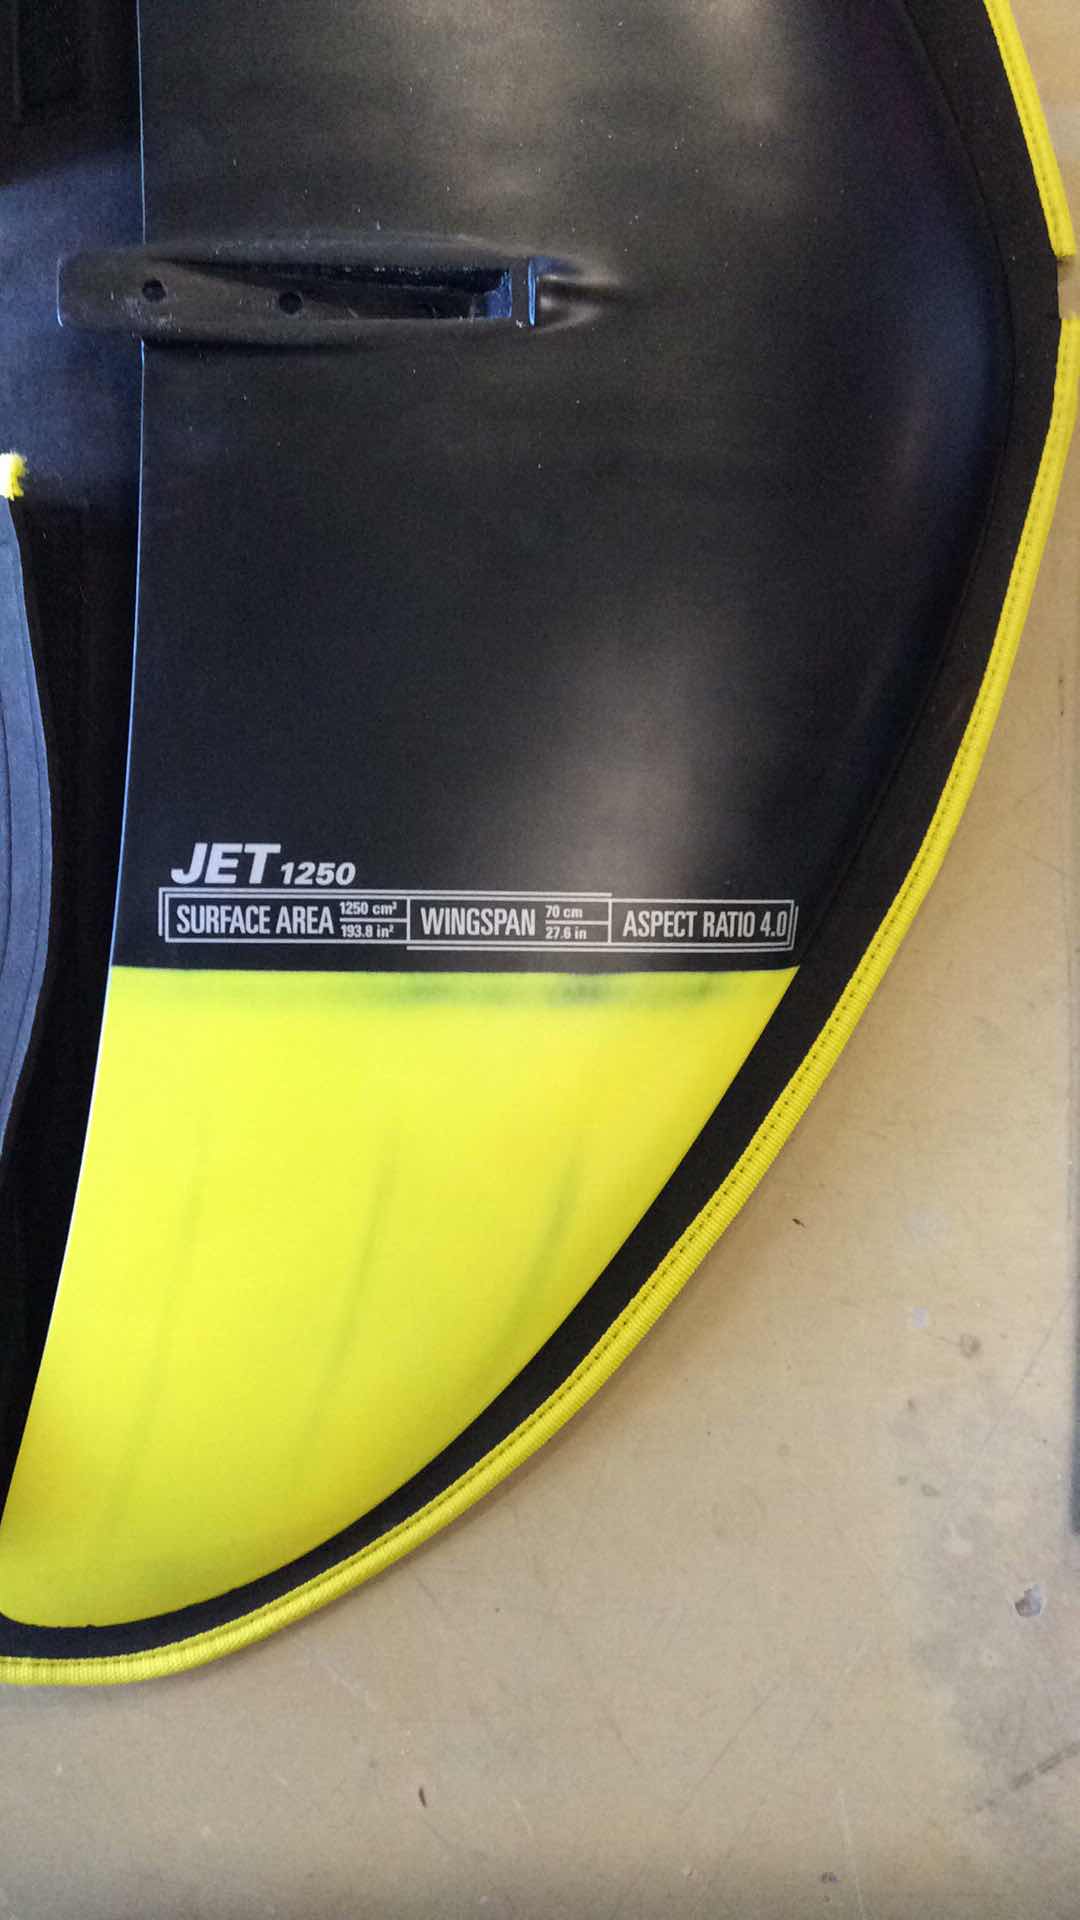 JET 1250
SURFACE AREA 1250 cm² 193.8 in² WINGSPAN 70 cm 27.6 in ASPECT RATIO 4.0